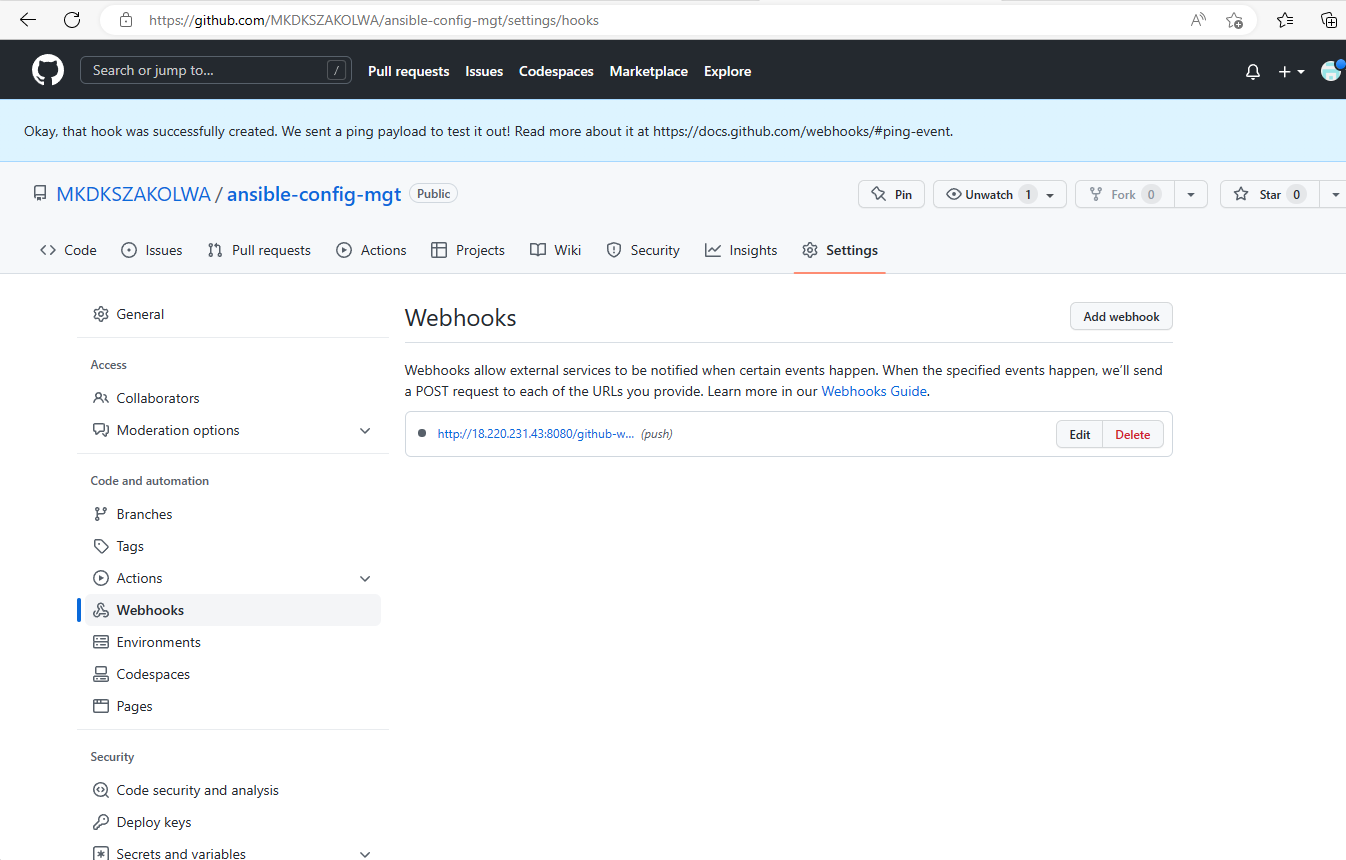 https://github.com/MKDKSZAKOLWA/ansible-config-mgt/settings/hooks
Search or jump to... / Pull requests Issues Codespaces Marketplace Explore
Okay, that hook was successfully created. We sent a ping payload to test it out! Read more about it at https://docs.github.com/webhooks/#ping-event.
MKDKSZAKOLWA / ansible-config-mgt Public Pin Unwatch 1 Fork 0 Star 0
Code Issues Pull requests Actions Projects Wiki Security Insights Settings
General
Access
Collaborators
Moderation options
Code and automation
Branches
Tags
Actions
Webhooks
Environments
Codespaces
Pages
Security
Code security and analysis
Deploy keys
Secrets and variables
Webhooks Add webhook
Webhooks allow external services to be notified when certain events happen. When the specified events happen, we'll send
a POST request to each of the URLs you provide. Learn more in our Webhooks Guide.
http://18.220.231.43:8080/github-w... (push) Edit Delete